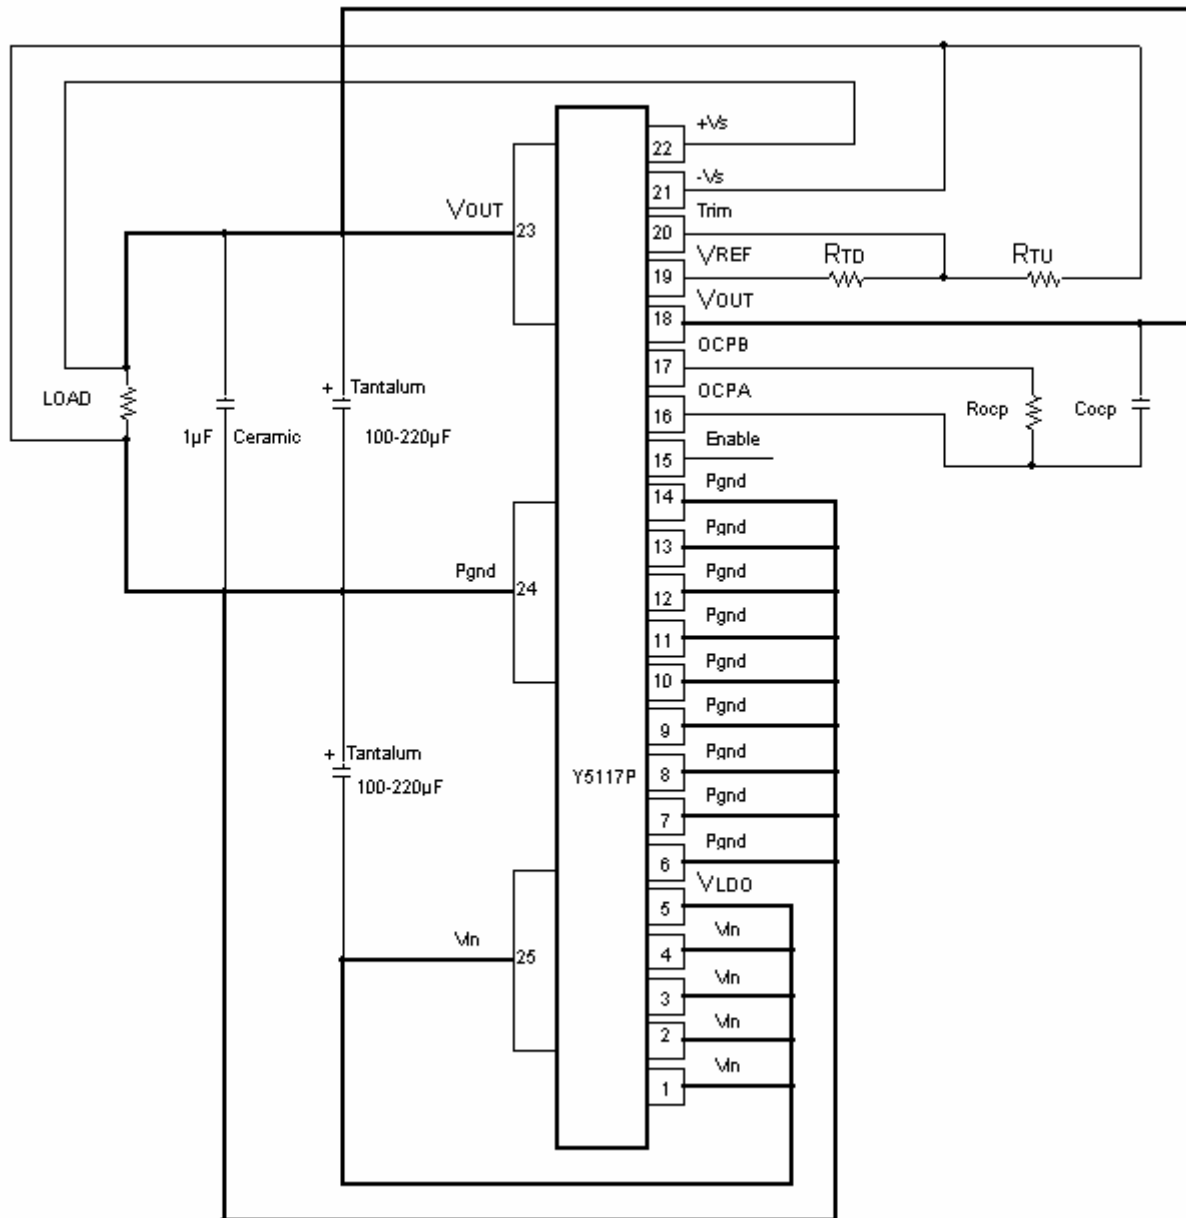 +Vs
22
-Vs
21
Trim
20
VOUT
23
VREF
19
RTD
RTU
VOUT
18
OCPB
17
OCPA
16
LOAD
+ Tantalum
1µF Ceramic
100-220µF
Rocp
Cocp
Enable
15
Pgnd
14
Pgnd
13
Pgnd
12
Pgnd
24
Pgnd
11
Pgnd
10
Pgnd
9
Pgnd
8
+ Tantalum
100-220µF
Y5117P
Pgnd
7
Pgnd
6
VLDO
5
VIn
4
VIn
25
VIn
3
VIn
2
VIn
1